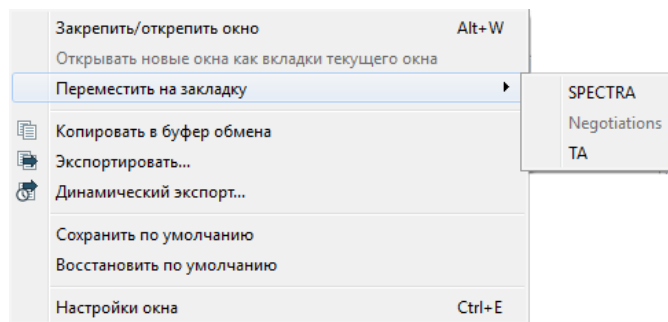 Закрепить/открепить окно Alt+W
Открывать новые окна как вкладки текущего окна
Переместить на закладку
SPECTRA
Negotiations
TA
Копировать в буфер обмена
Экспортировать...
Динамический экспорт...
Сохранить по умолчанию
Восстановить по умолчанию
Настройки окна Ctrl+E